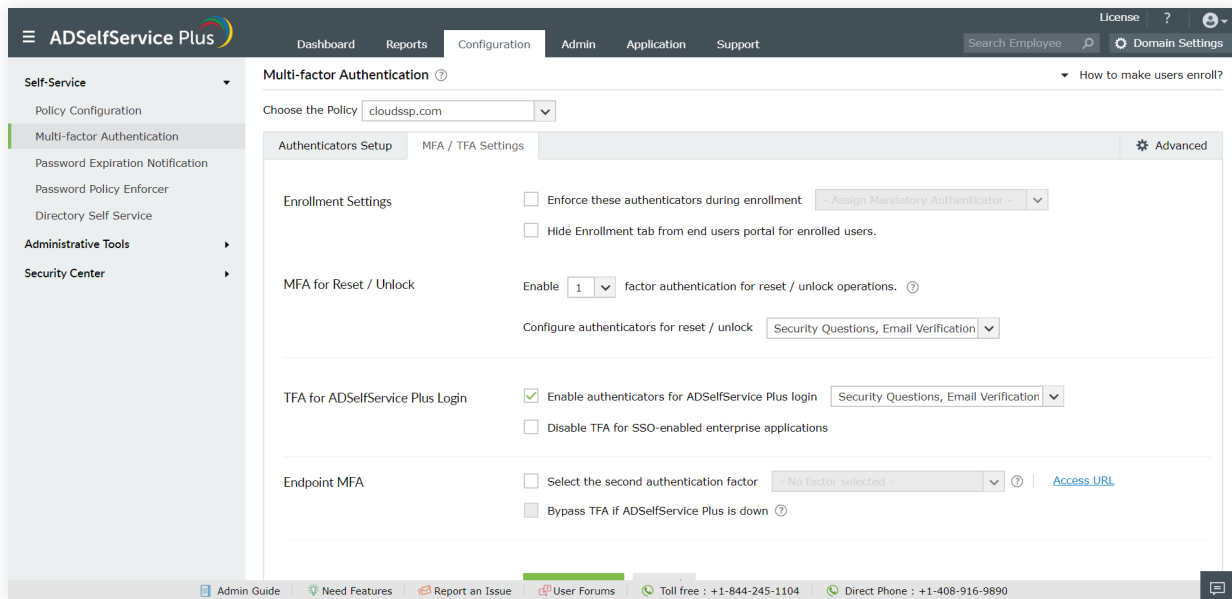 License ?
ADSelfService Plus
Dashboard Reports Configuration Admin Application Support
Search Employee Domain Settings
Self-Service
Policy Configuration
Multi-factor Authentication
Password Expiration Notification
Password Policy Enforcer
Directory Self Service
Administrative Tools
Security Center
Multi-factor Authentication ?
How to make users enroll?
Choose the Policy cloudssp.com
Authenticators Setup MFA / TFA Settings Advanced
Enrollment Settings
Enforce these authenticators during enrollment - Assign Mandatory Authenticator -
Hide Enrollment tab from end users portal for enrolled users.
MFA for Reset / Unlock
Enable 1 factor authentication for reset / unlock operations. ?
Configure authenticators for reset / unlock Security Questions, Email Verification
TFA for ADSelfService Plus Login
Enable authenticators for ADSelfService Plus login Security Questions, Email Verification
Disable TFA for SSO-enabled enterprise applications
Endpoint MFA
Select the second authentication factor - No factor selected - ? Access URL
Bypass TFA if ADSelfService Plus is down ?
Admin Guide Need Features Report an Issue User Forums Toll free : +1-844-245-1104 Direct Phone : +1-408-916-9890